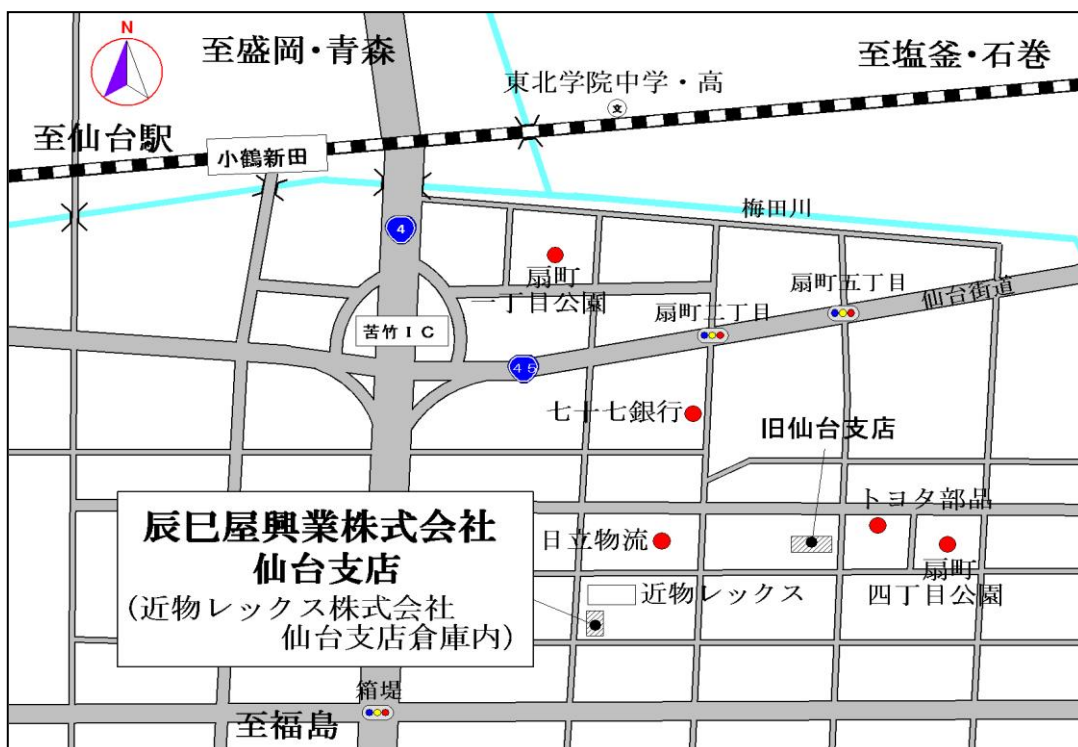 N
至盛岡・青森
至塩釜・石巻
東北学院中学・高
文
至仙台駅
小鶴新田
梅田川
4
扇町
一丁目公園
扇町五丁目
仙台街道
扇町二丁目
苦竹IC
45
七十七銀行
旧仙台支店
トヨタ部品
辰巳屋興業株式会社
仙台支店
(近物レックス株式会社
仙台支店倉庫内)
日立物流
扇町
四丁目公園
近物レックス
箱堤
至福島